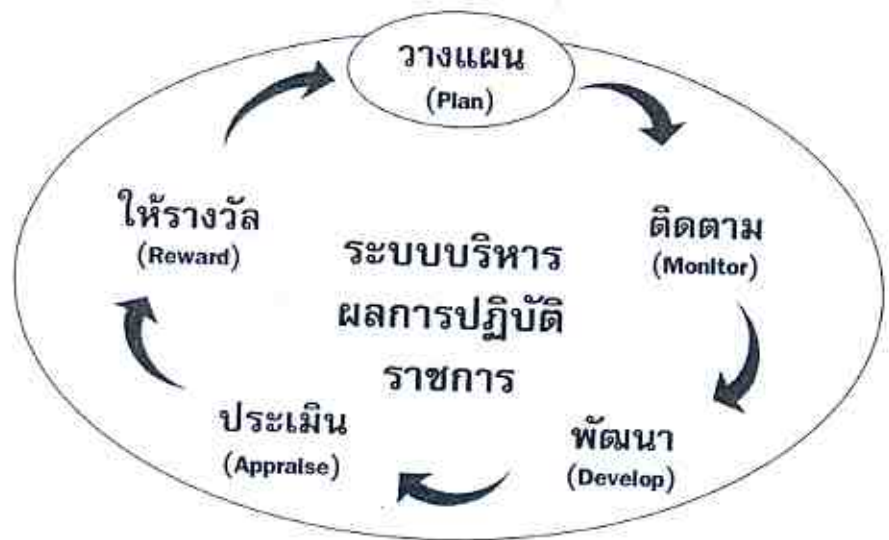 วางแผน
(Plan)
ติดตาม
(Monitor)
พัฒนา
(Develop)
ประเมิน
(Appraise)
ให้รางวัล
(Reward)
ระบบบริหาร
ผลการปฏิบัติ
ราชการ